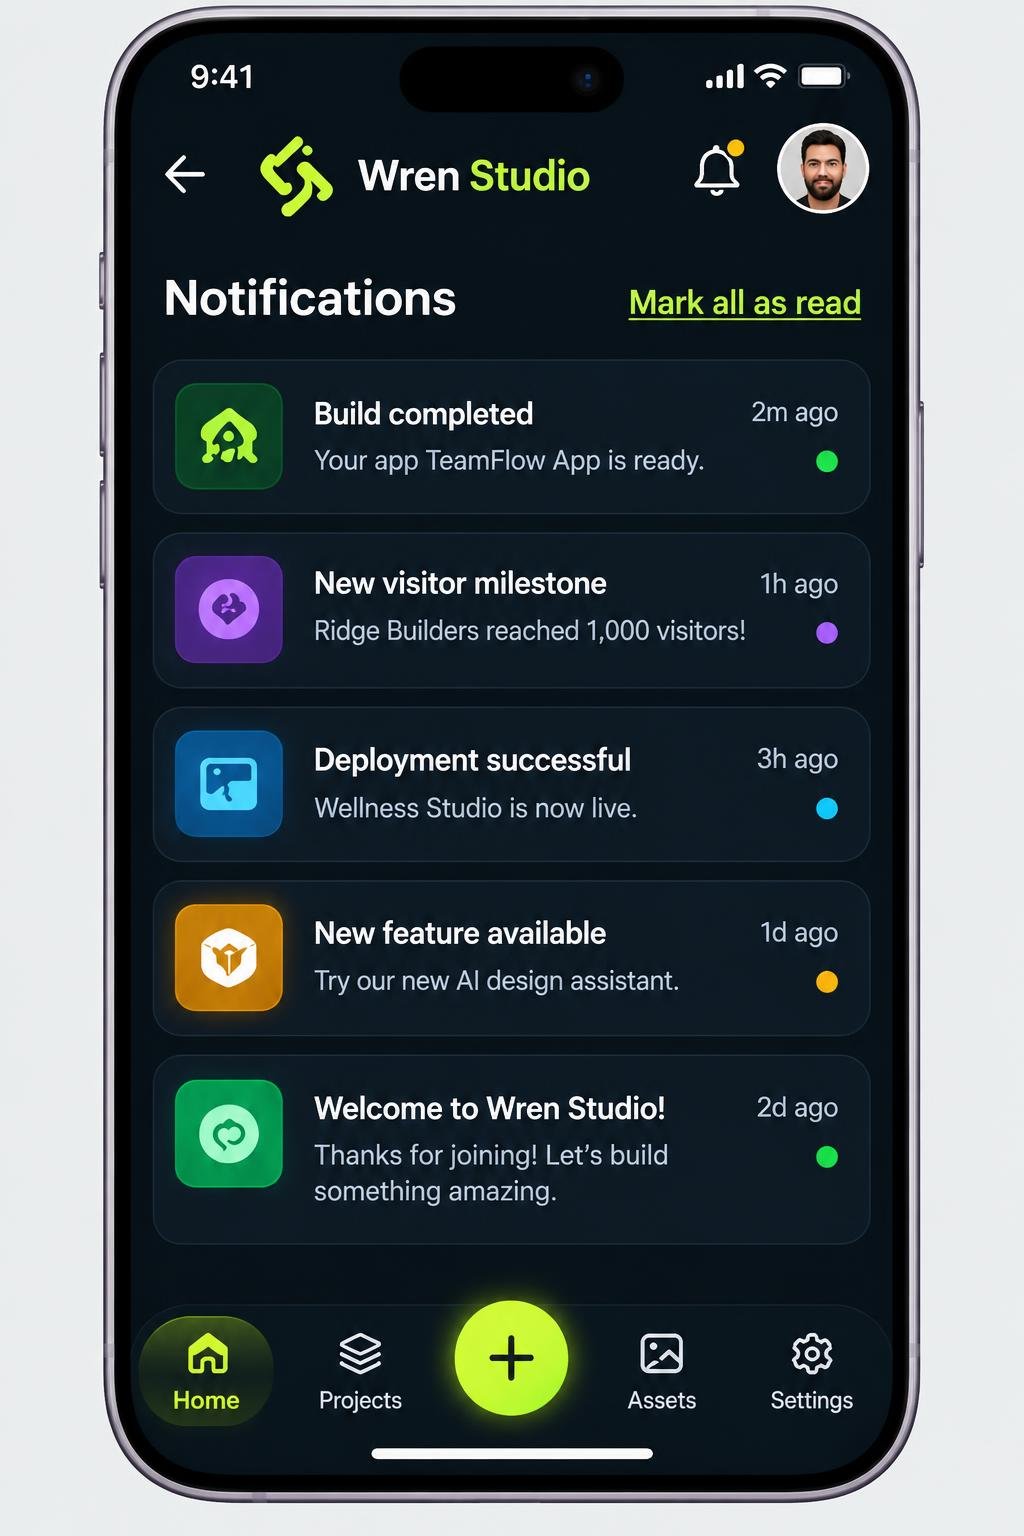 9:41
Wren Studio
Notifications
Mark all as read
Build completed
2m ago
Your app TeamFlow App is ready.
New visitor milestone
1h ago
Ridge Builders reached 1,000 visitors!
Deployment successful
3h ago
Wellness Studio is now live.
New feature available
1d ago
Try our new AI design assistant.
Welcome to Wren Studio!
2d ago
Thanks for joining! Let’s build
something amazing.
Home
Projects
Assets
Settings